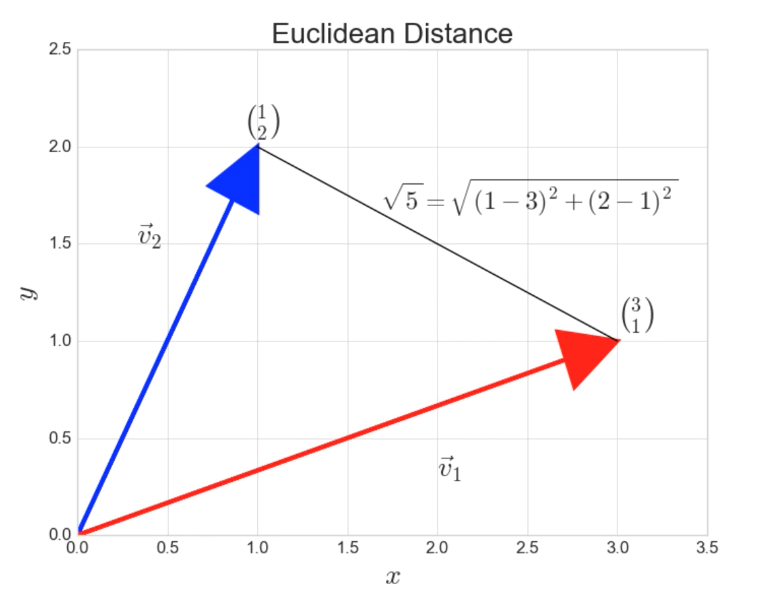 Euclidean Distance
2.5
(1 2)
2.0
√5 = √(1 − 3)² + (2 − 1)²
v⃗₂
1.5
y
(3 1)
1.0
0.5
v⃗₁
0.0
0.0 0.5 1.0 1.5 2.0 2.5 3.0 3.5
x